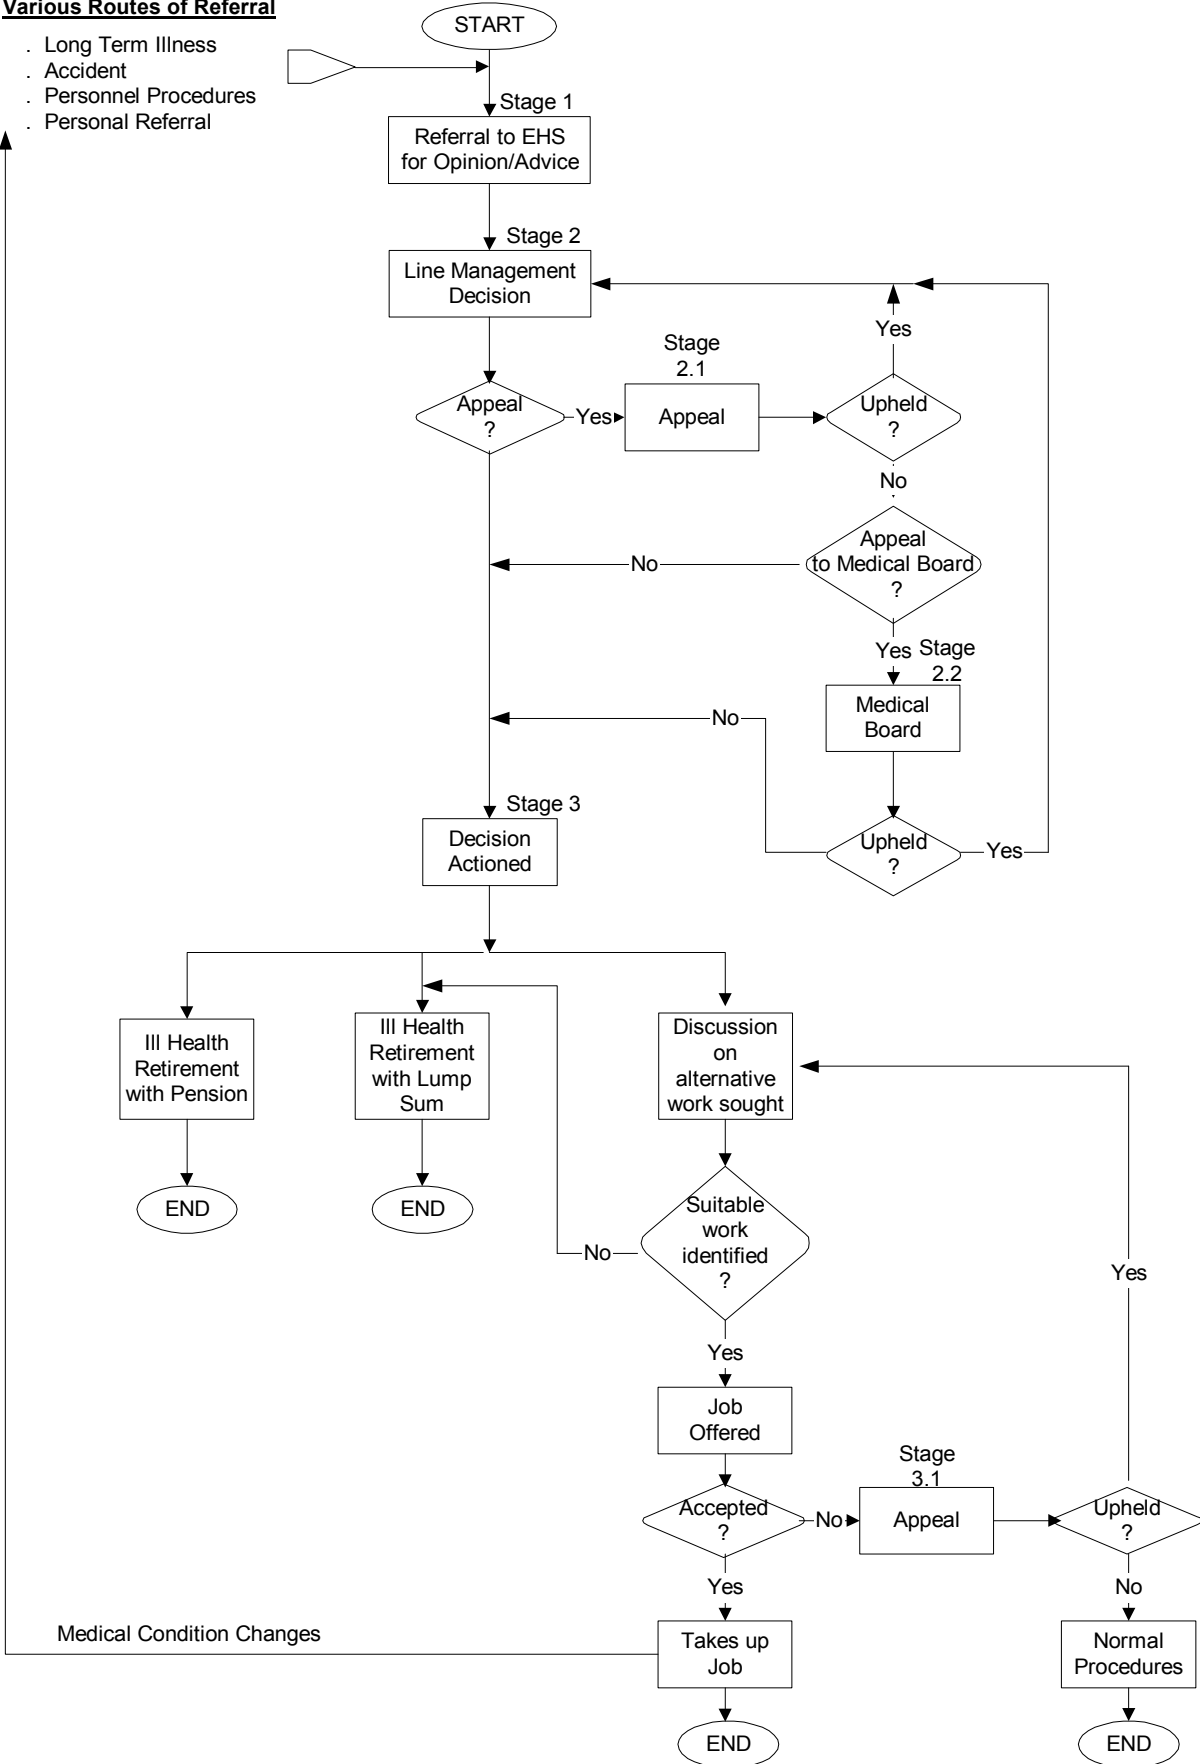 Various Routes of Referral
. Long Term Illness
. Accident
. Personnel Procedures
. Personal Referral
START
Stage 1
Referral to EHS
for Opinion/Advice
Stage 2
Line Management
Decision
Appeal
?
Yes
Stage
2.1
Appeal
Upheld
?
Yes
No
Appeal
to Medical Board
?
No
Yes
Stage
2.2
Medical
Board
No
Upheld
?
Yes
Stage 3
Decision
Actioned
Ill Health
Retirement
with Pension
END
Ill Health
Retirement
with Lump
Sum
END
Discussion
on
alternative
work sought
Suitable
work
identified
?
No
Yes
Job
Offered
Accepted
?
No
Stage
3.1
Appeal
Upheld
?
Yes
No
Yes
Medical Condition Changes
Takes up
Job
END
Normal
Procedures
END